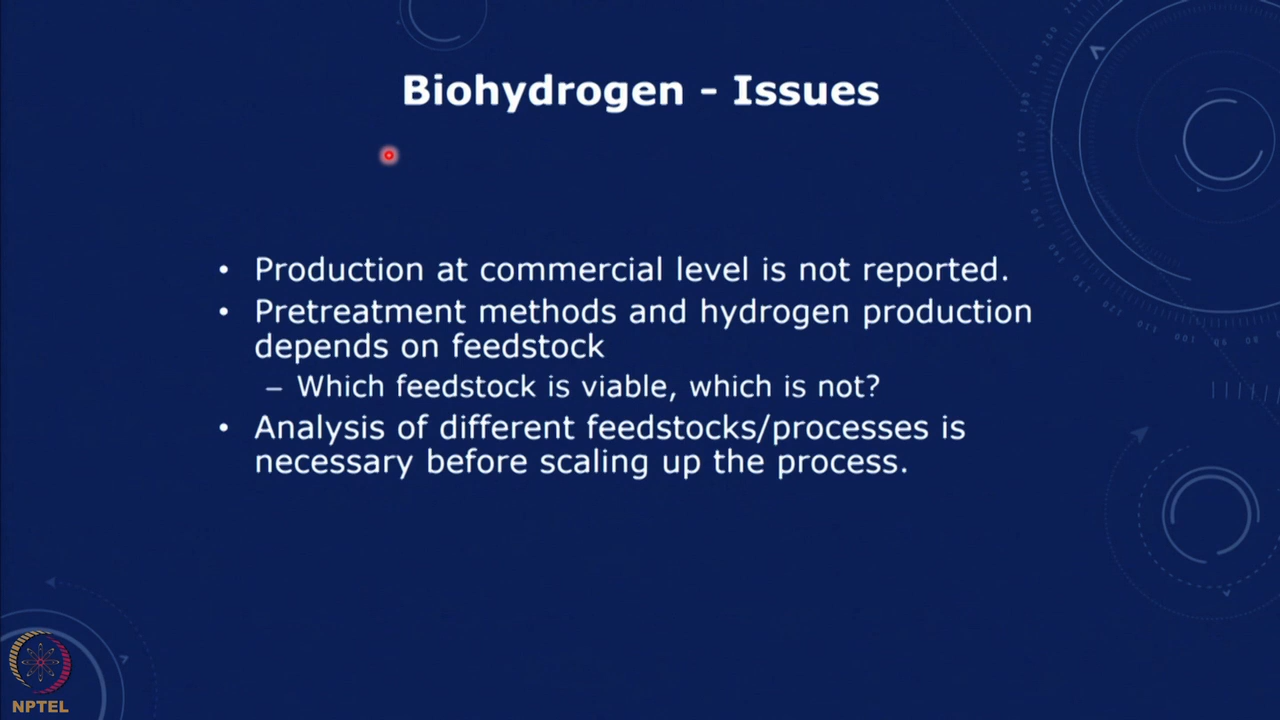 Biohydrogen - Issues
• Production at commercial level is not reported.
• Pretreatment methods and hydrogen production
depends on feedstock
– Which feedstock is viable, which is not?
• Analysis of different feedstocks/processes is
necessary before scaling up the process.
NPTEL